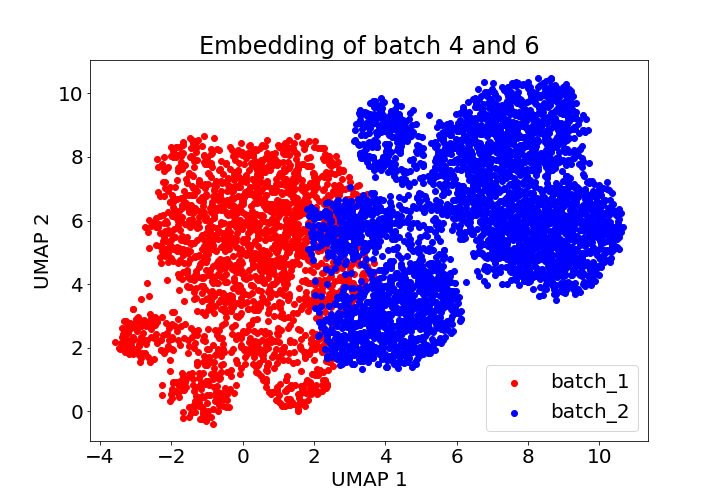 Embedding of batch 4 and 6
10
8
6
4
2
0
UMAP 2
−4 −2 0 2 4 6 8 10
UMAP 1
batch_1
batch_2